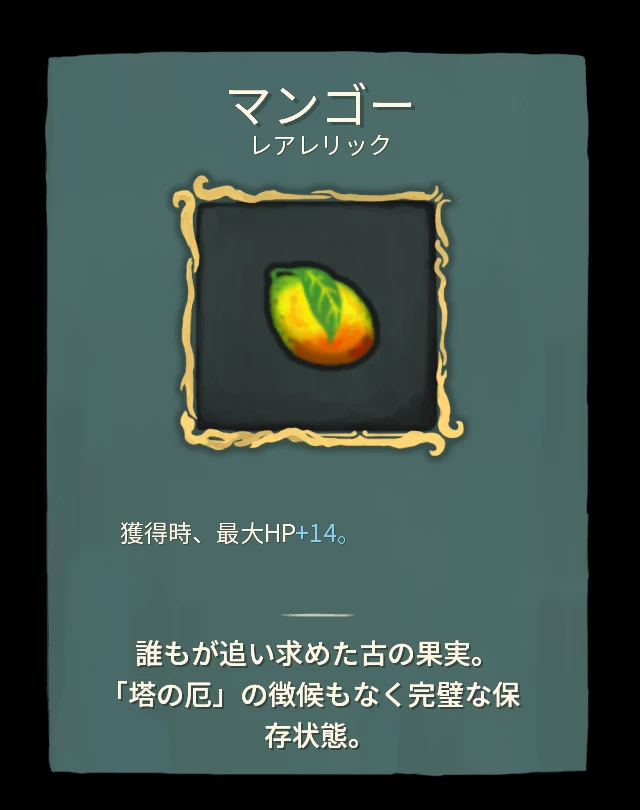 マンゴー
レアレリック
獲得時、最大HP+14。
誰もが追い求めた古の果実。
「塔の厄」の徴候もなく完璧な保
存状態。